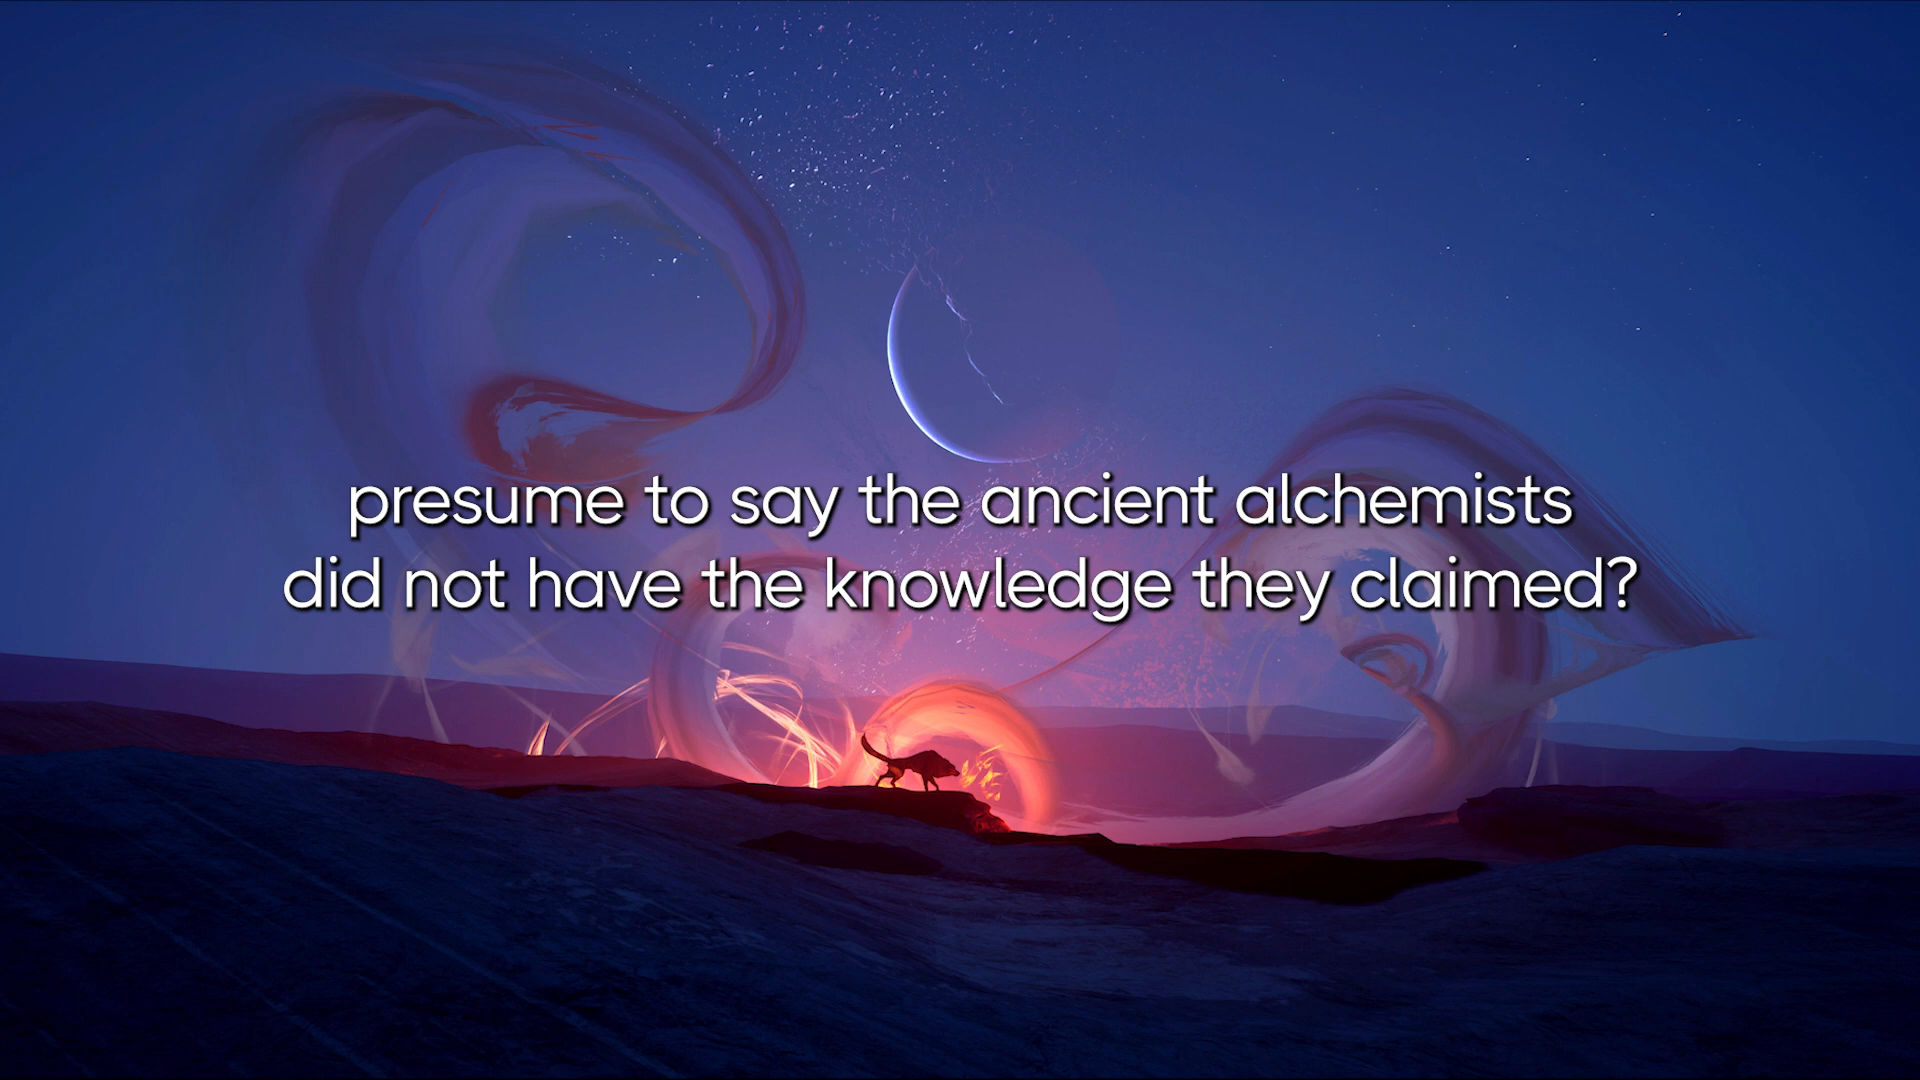 presume to say the ancient alchemists
did not have the knowledge they claimed?